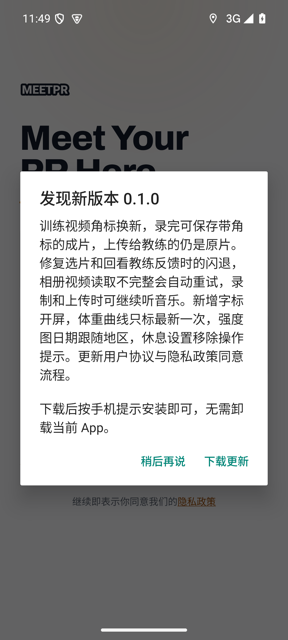 11:49
3G
MEETPR
Meet Your
PR Here
发现新版本 0.1.0
训练视频角标换新，录完可保存带角
标的成片，上传给教练的仍是原片。
修复选片和回看教练反馈时的闪退，
相册视频读取不完整会自动重试，录
制和上传时可继续听音乐。新增字标
开屏，体重曲线只标最新一次，强度
图日期跟随地区，休息设置移除操作
提示。更新用户协议与隐私政策同意
流程。
下载后按手机提示安装即可，无需卸
载当前 App。
稍后再说
下载更新
继续即表示你同意我们的隐私政策